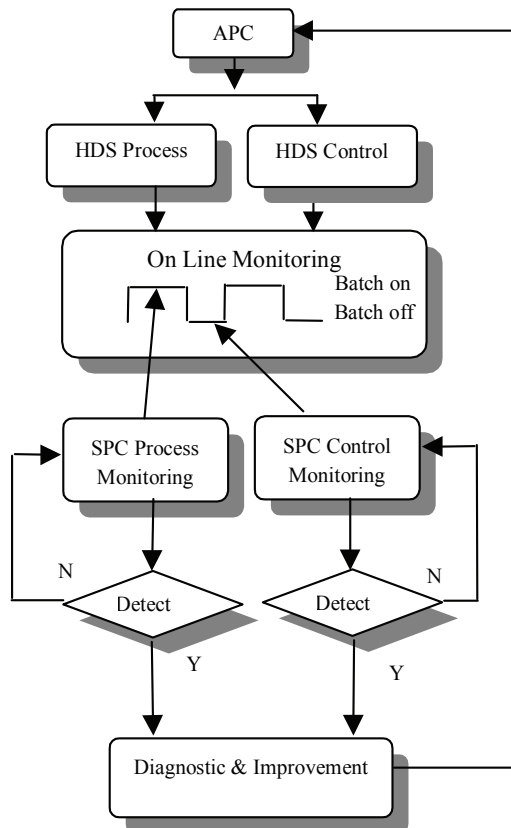 APC
HDS Process
HDS Control
On Line Monitoring
Batch on
Batch off
SPC Process
Monitoring
SPC Control
Monitoring
N
Detect
N
Detect
Y
Y
Diagnostic & Improvement